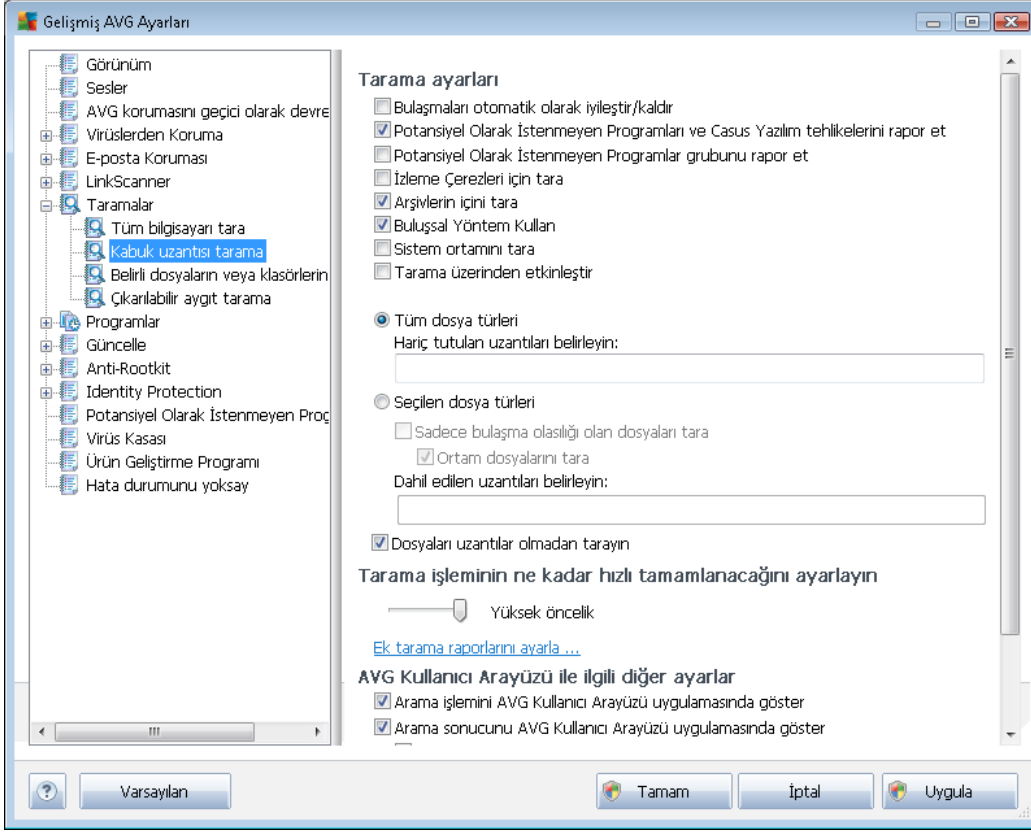 Gelişmiş AVG Ayarları
Görünüm
Sesler
AVG korumasını geçici olarak devre
Virüslerden Koruma
E-posta Koruması
LinkScanner
Taramalar
Tüm bilgisayarı tara
Kabuk uzantısı tarama
Belirli dosyaların veya klasörlerin
Çıkarılabilir aygıt tarama
Programlar
Güncelle
Anti-Rootkit
Identity Protection
Potansiyel Olarak İstenmeyen Prog
Virüs Kasası
Ürün Geliştirme Programı
Hata durumunu yoksay
Tarama ayarları
Bulaşmaları otomatik olarak iyileştir/kaldır
Potansiyel Olarak İstenmeyen Programları ve Casus Yazılım tehlikelerini rapor et
Potansiyel Olarak İstenmeyen Programlar grubunu rapor et
İzleme Çerezleri için tara
Arşivlerin içini tara
Buluşsal Yöntem Kullan
Sistem ortamını tara
Tarama üzerinden etkinleştir
Tüm dosya türleri
Hariç tutulan uzantıları belirleyin:
Seçilen dosya türleri
Sadece bulaşma olasılığı olan dosyaları tara
Ortam dosyalarını tara
Dahil edilen uzantıları belirleyin:
Dosyaları uzantılar olmadan tarayın
Tarama işleminin ne kadar hızlı tamamlanacağını ayarlayın
Yüksek öncelik
Ek tarama raporlarını ayarla ...
AVG Kullanıcı Arayüzü ile ilgili diğer ayarlar
Arama işlemini AVG Kullanıcı Arayüzü uygulamasında göster
Arama sonucunu AVG Kullanıcı Arayüzü uygulamasında göster
? Varsayılan Tamam İptal Uygula